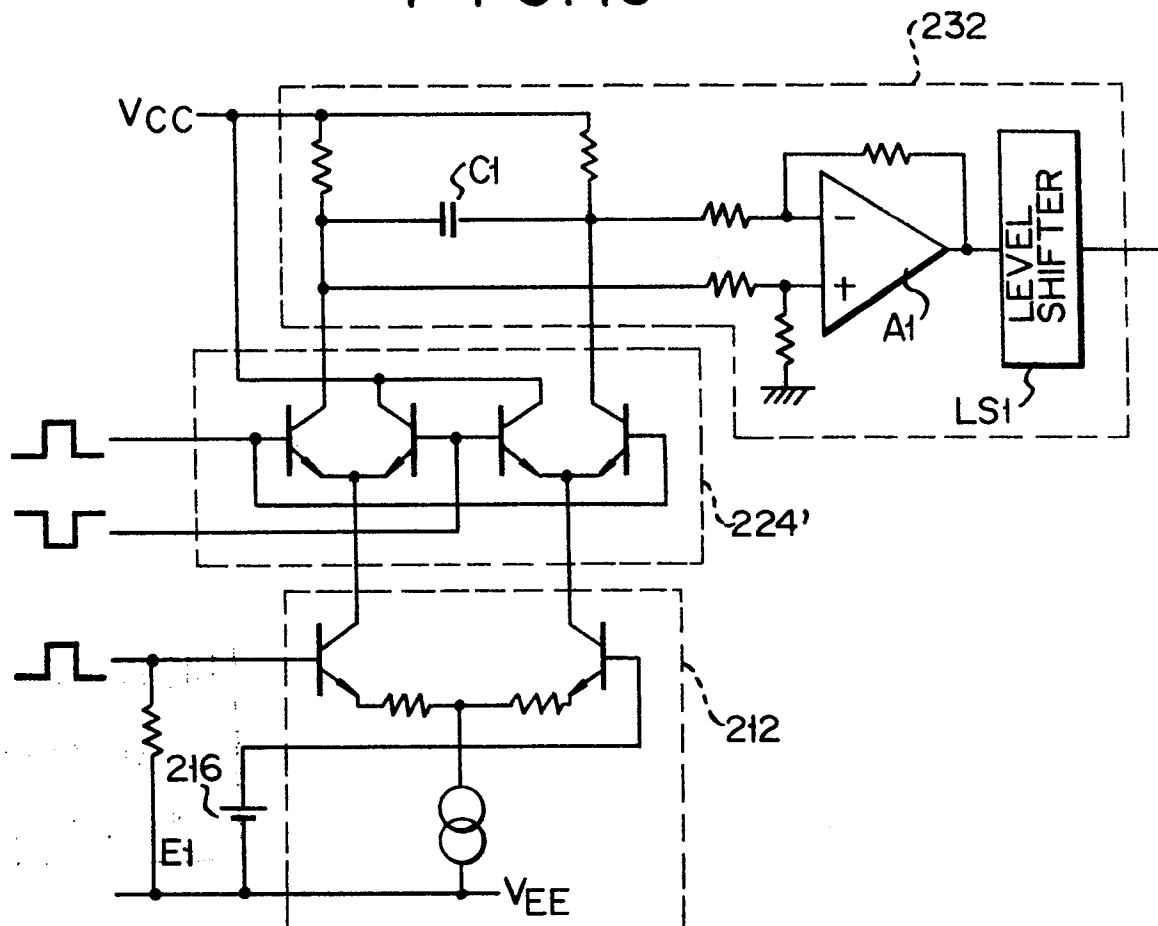 232
VCC
C1
−
+
A1
LEVEL
SHIFTER
LS1
224'
212
216
E1
VEE